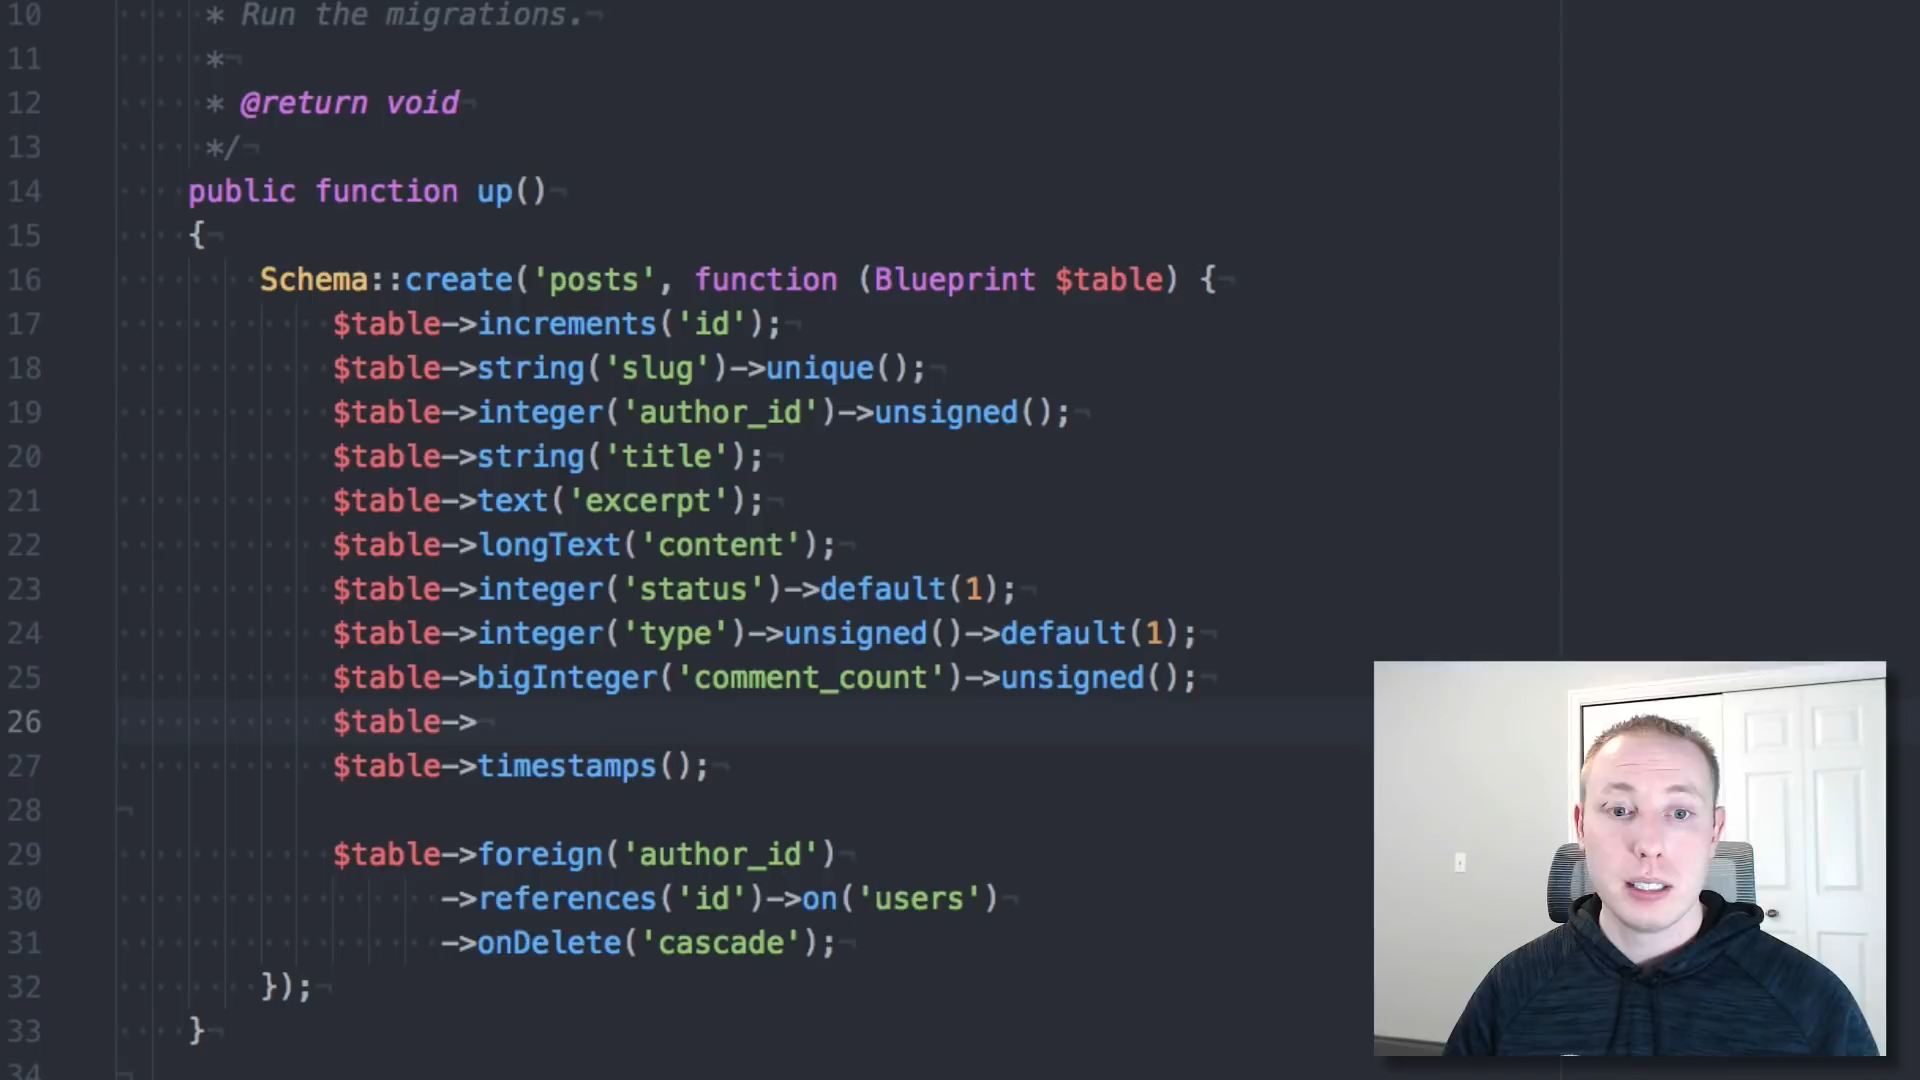 10 * Run the migrations.
11 *
12 * @return void
13 */
14 public function up()
15 {
16 Schema::create('posts', function (Blueprint $table) {
17 $table->increments('id');
18 $table->string('slug')->unique();
19 $table->integer('author_id')->unsigned();
20 $table->string('title');
21 $table->text('excerpt');
22 $table->longText('content');
23 $table->integer('status')->default(1);
24 $table->integer('type')->unsigned()->default(1);
25 $table->bigInteger('comment_count')->unsigned();
26 $table->
27 $table->timestamps();
28
29 $table->foreign('author_id')
30 ->references('id')->on('users')
31 ->onDelete('cascade');
32 });
33 }
34